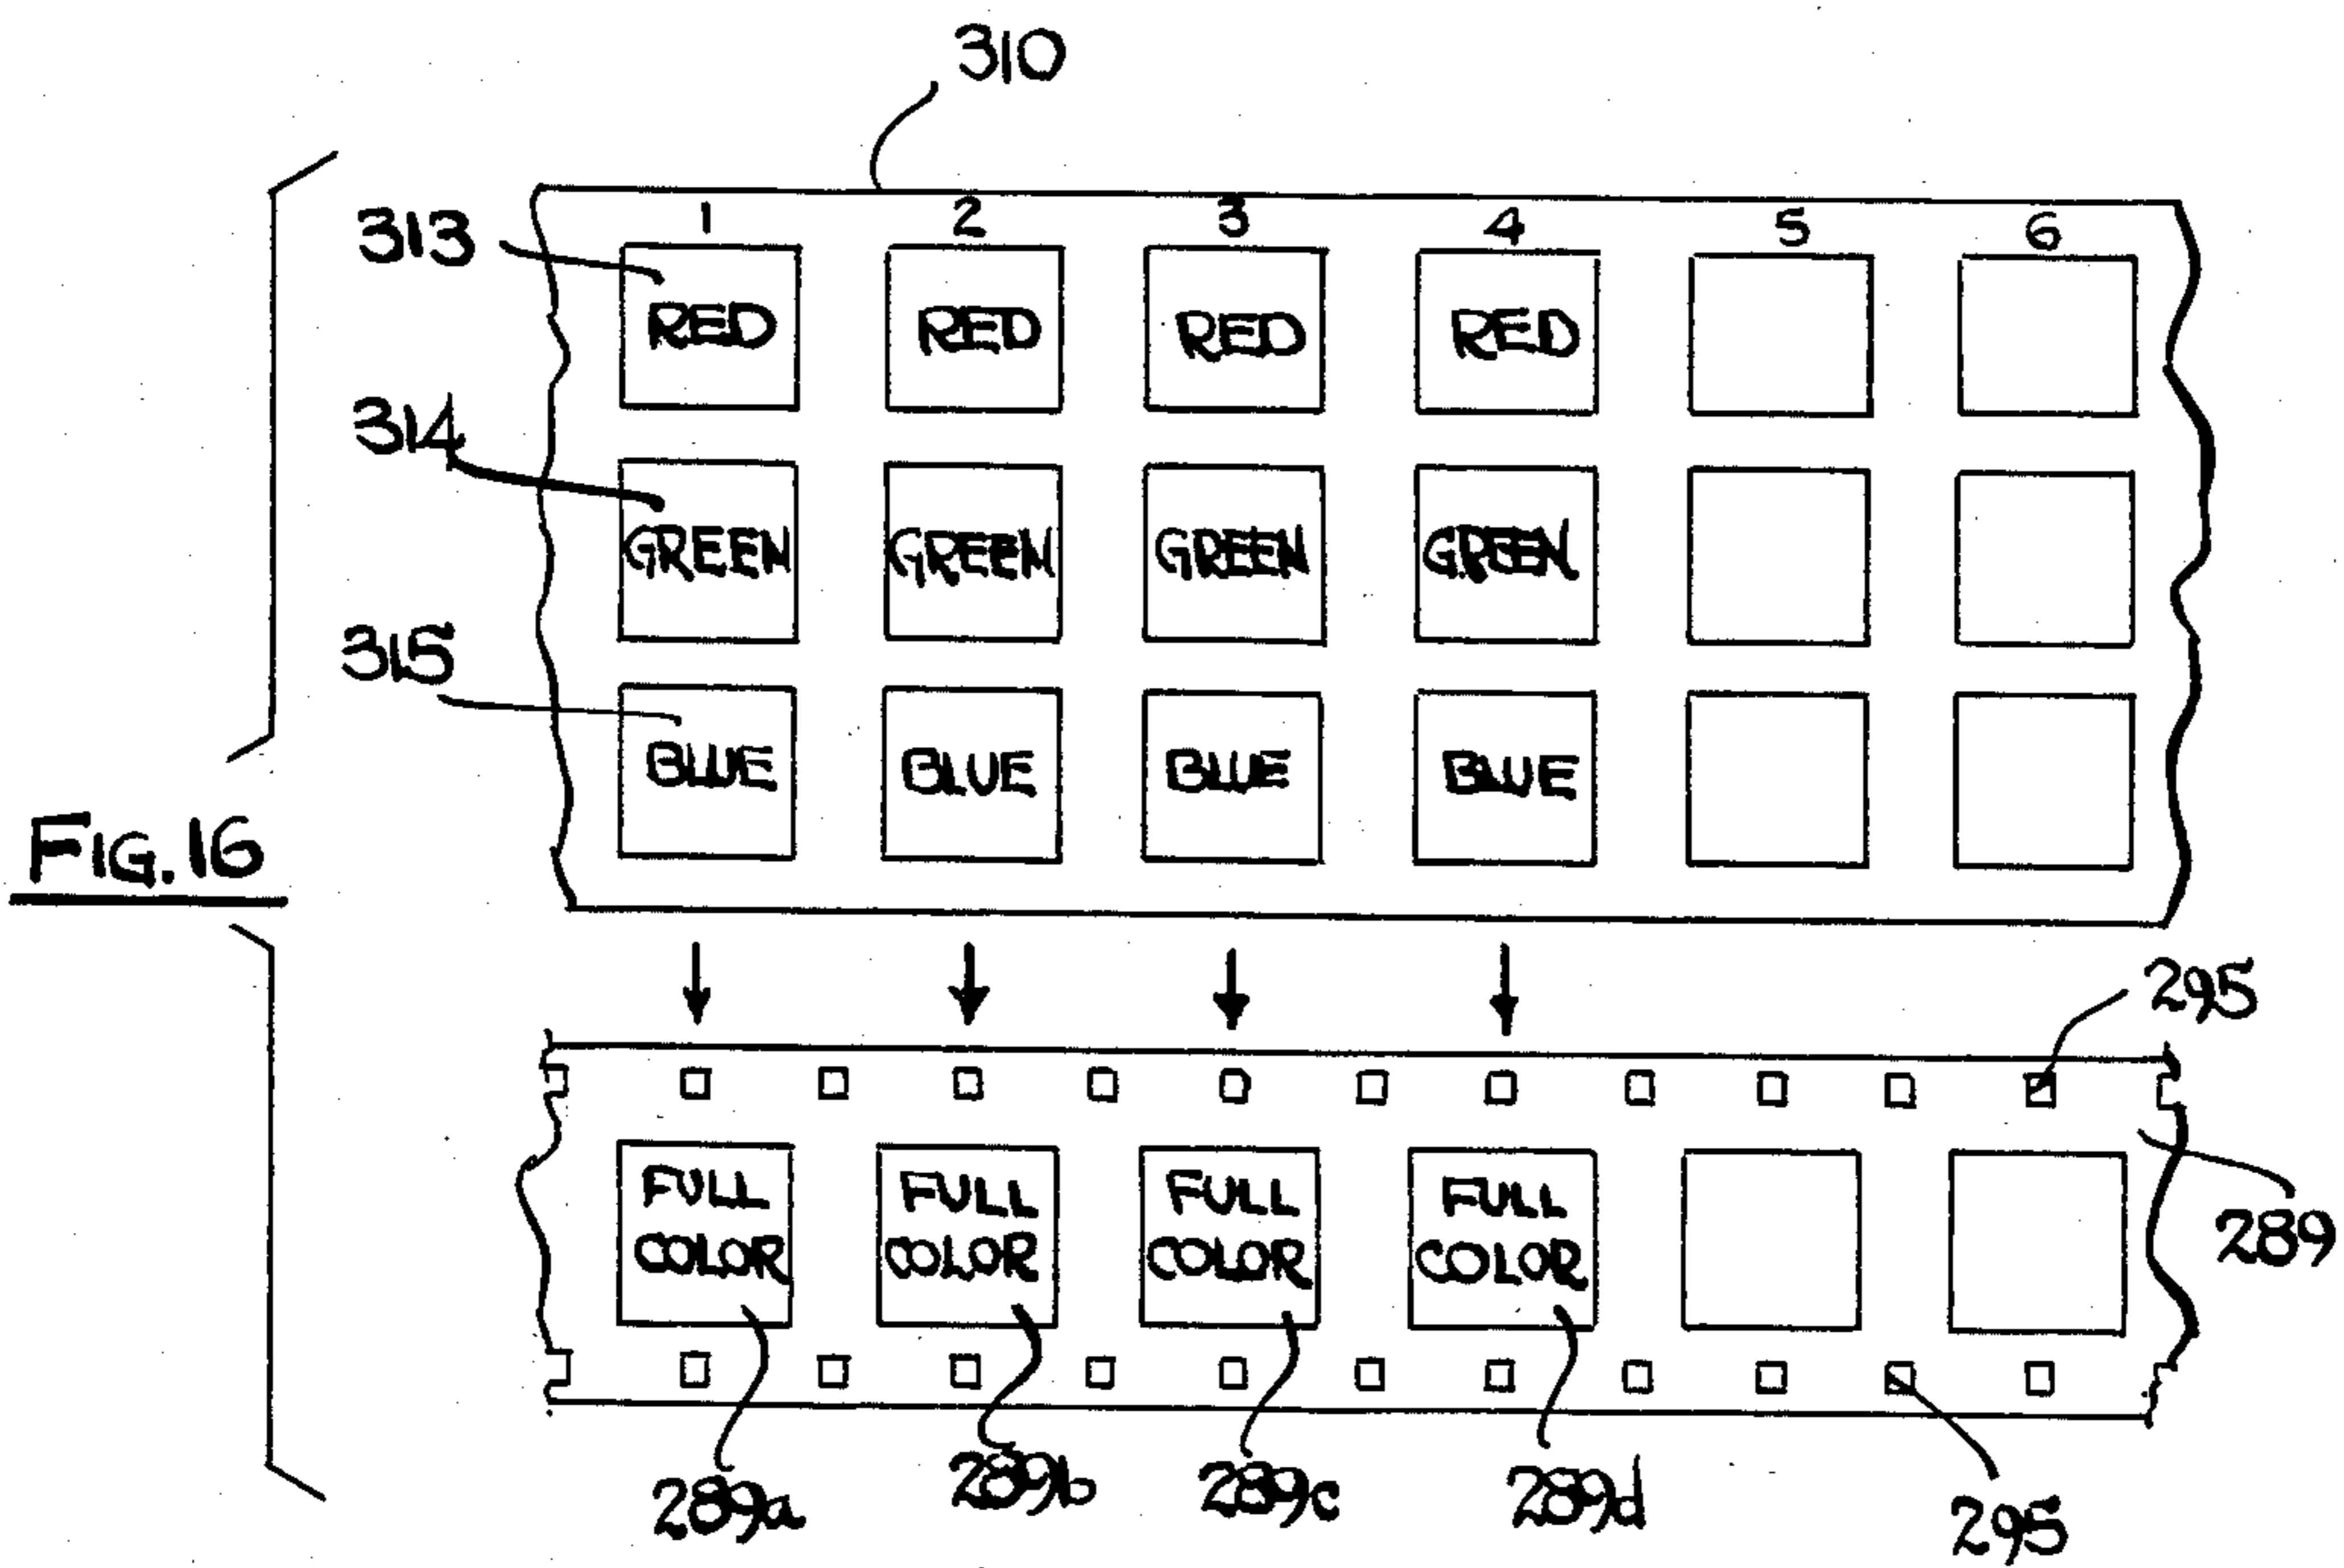 310
1 2 3 4 5 6
313
RED RED RED RED
314
GREEN GREEN GREEN GREEN
315
BLUE BLUE BLUE BLUE
FIG. 16
295
FULL FULL FULL FULL
COLOR COLOR COLOR COLOR
289
289a 289b 289c 289d
295